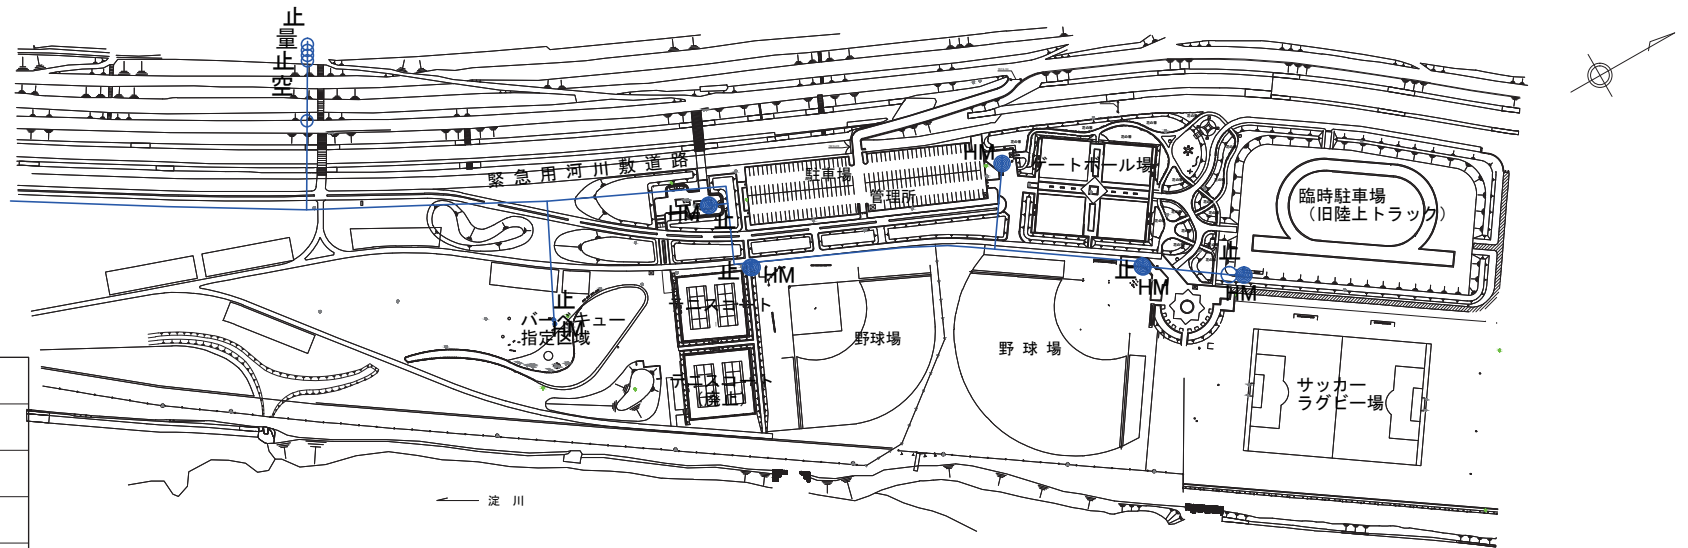 止
量
止
空
緊急用河川敷道路
HM
止
駐車場
管理所
HM
ゲートボール場
臨時駐車場
（旧陸上トラック）
止
HM
止
HM
止
HM
止
HM
バーベキュー
指定区域
テニスコート
テニスコート
（廃止）
野球場
野球場
サッカー
ラグビー場
淀川